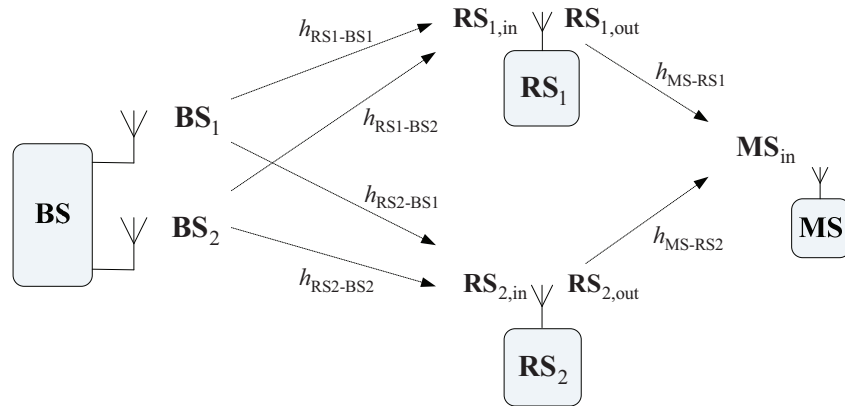 RS1,in
RS1,out
hRS1-BS1
RS1
hMS-RS1
BS1
hRS1-BS2
MSin
BS
hRS2-BS1
BS2
MS
hMS-RS2
hRS2-BS2
RS2,in
RS2,out
RS2